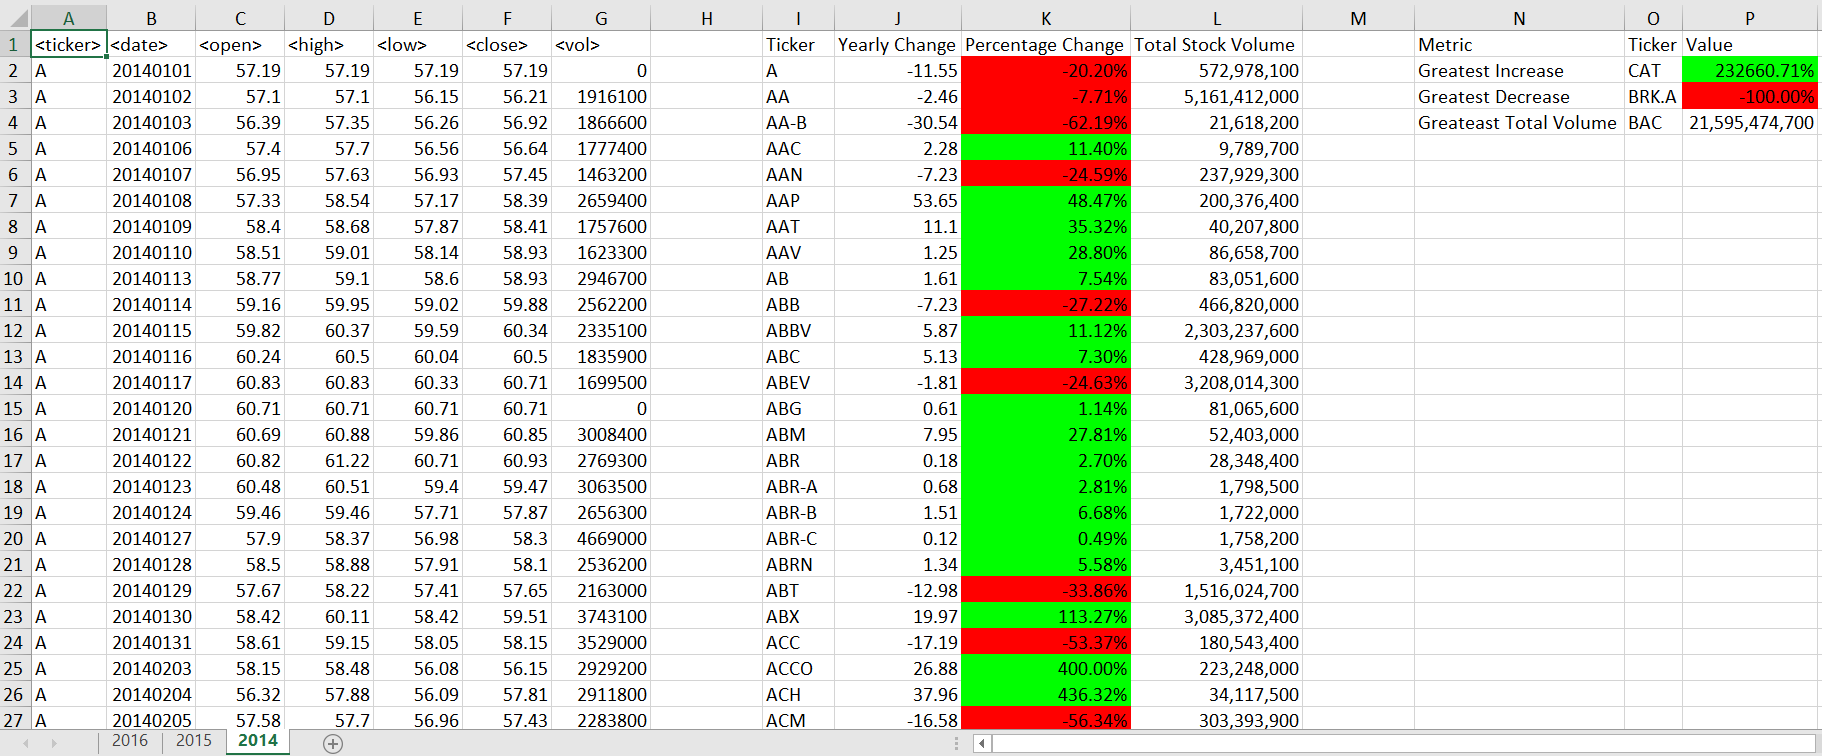 A B C D E F G H I J K L M N O P
1 <ticker> <date> <open> <high> <low> <close> <vol> Ticker Yearly Change Percentage Change Total Stock Volume Metric Ticker Value
2 A 20140101 57.19 57.19 57.19 57.19 0 A -11.55 -20.20% 572,978,100 Greatest Increase CAT 232660.71%
3 A 20140102 57.1 57.1 56.15 56.21 1916100 AA -2.46 -7.71% 5,161,412,000 Greatest Decrease BRK.A -100.00%
4 A 20140103 56.39 57.35 56.26 56.92 1866600 AA-B -30.54 -62.19% 21,618,200 Greateast Total Volume BAC 21,595,474,700
5 A 20140106 57.4 57.7 56.56 56.64 1777400 AAC 2.28 11.40% 9,789,700
6 A 20140107 56.95 57.63 56.93 57.45 1463200 AAN -7.23 -24.59% 237,929,300
7 A 20140108 57.33 58.54 57.17 58.39 2659400 AAP 53.65 48.47% 200,376,400
8 A 20140109 58.4 58.68 57.87 58.41 1757600 AAT 11.1 35.32% 40,207,800
9 A 20140110 58.51 59.01 58.14 58.93 1623300 AAV 1.25 28.80% 86,658,700
10 A 20140113 58.77 59.1 58.6 58.93 2946700 AB 1.61 7.54% 83,051,600
11 A 20140114 59.16 59.95 59.02 59.88 2562200 ABB -7.23 -27.22% 466,820,000
12 A 20140115 59.82 60.37 59.59 60.34 2335100 ABBV 5.87 11.12% 2,303,237,600
13 A 20140116 60.24 60.5 60.04 60.5 1835900 ABC 5.13 7.30% 428,969,000
14 A 20140117 60.83 60.83 60.33 60.71 1699500 ABEV -1.81 -24.63% 3,208,014,300
15 A 20140120 60.71 60.71 60.71 60.71 0 ABG 0.61 1.14% 81,065,600
16 A 20140121 60.69 60.88 59.86 60.85 3008400 ABM 7.95 27.81% 52,403,000
17 A 20140122 60.82 61.22 60.71 60.93 2769300 ABR 0.18 2.70% 28,348,400
18 A 20140123 60.48 60.51 59.4 59.47 3063500 ABR-A 0.68 2.81% 1,798,500
19 A 20140124 59.46 59.46 57.71 57.87 2656300 ABR-B 1.51 6.68% 1,722,000
20 A 20140127 57.9 58.37 56.98 58.3 4669000 ABR-C 0.12 0.49% 1,758,200
21 A 20140128 58.5 58.88 57.91 58.1 2536200 ABRN 1.34 5.58% 3,451,100
22 A 20140129 57.67 58.22 57.41 57.65 2163000 ABT -12.98 -33.86% 1,516,024,700
23 A 20140130 58.42 60.11 58.42 59.51 3743100 ABX 19.97 113.27% 3,085,372,400
24 A 20140131 58.61 59.15 58.05 58.15 3529000 ACC -17.19 -53.37% 180,543,400
25 A 20140203 58.15 58.48 56.08 56.15 2929200 ACCO 26.88 400.00% 223,248,000
26 A 20140204 56.32 57.88 56.09 57.81 2911800 ACH 37.96 436.32% 34,117,500
27 A 20140205 57.58 57.7 56.96 57.43 2283800 ACM -16.58 -56.34% 303,393,900
2016 2015 2014